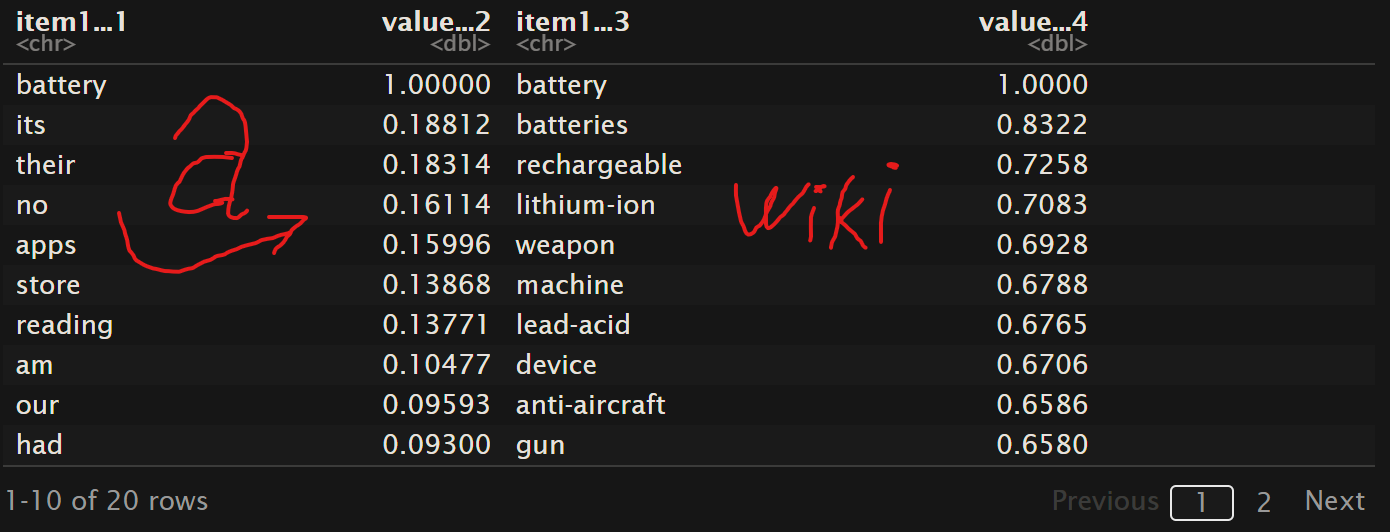 item1...1 value...2 item1...3 value...4
<chr> <dbl> <chr> <dbl>
battery 1.00000 battery 1.0000
its 0.18812 batteries 0.8322
their 0.18314 rechargeable 0.7258
no 0.16114 lithium-ion 0.7083
apps 0.15996 weapon 0.6928
store 0.13868 machine 0.6788
reading 0.13771 lead-acid 0.6765
am 0.10477 device 0.6706
our 0.09593 anti-aircraft 0.6586
had 0.09300 gun 0.6580
a wiki
1-10 of 20 rows Previous 1 2 Next